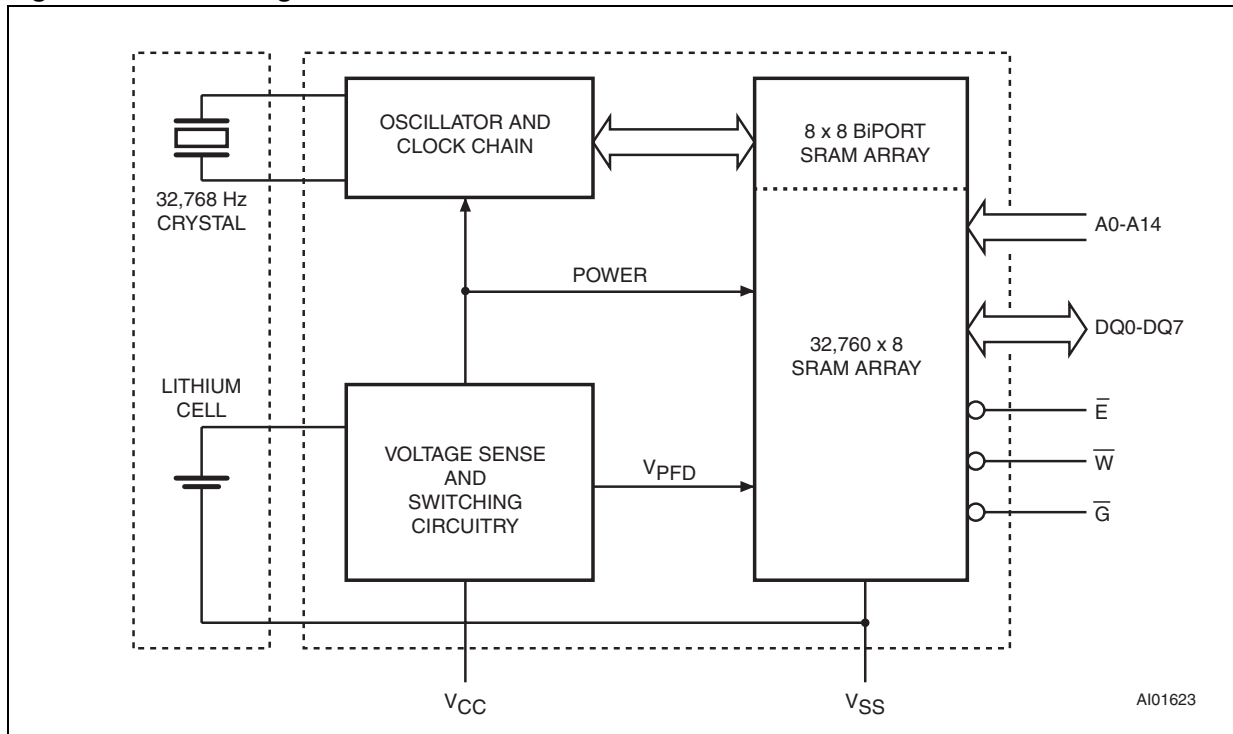 OSCILLATOR AND
CLOCK CHAIN
8 x 8 BiPORT
SRAM ARRAY
32,768 Hz
CRYSTAL
A0-A14
POWER
DQ0-DQ7
32,760 x 8
SRAM ARRAY
LITHIUM
CELL
E̅
VOLTAGE SENSE
AND
SWITCHING
CIRCUITRY
VPFD
W̅
G̅
VCC
VSS
AI01623